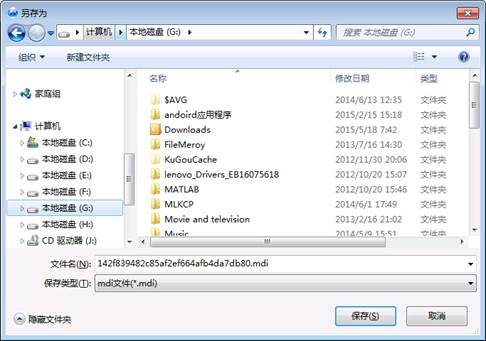 另存为
计算机 本地磁盘 (G:) 搜索 本地磁盘 (G:)
组织 新建文件夹
名称 修改日期 类型
家庭组
计算机
本地磁盘 (C:)
本地磁盘 (D:)
本地磁盘 (E:)
本地磁盘 (F:)
本地磁盘 (G:)
本地磁盘 (H:)
CD 驱动器 (J:)
$AVG 2014/6/13 12:35 文件夹
andoird应用程序 2015/2/15 15:18 文件夹
Downloads 2015/5/18 7:42 文件夹
FileMeroy 2013/7/16 14:30 文件夹
KuGouCache 2012/11/30 20:06 文件夹
lenovo_Drivers_EB16075618 2012/10/20 15:07 文件夹
MATLAB 2012/10/20 15:46 文件夹
MLKCP 2014/6/1 17:49 文件夹
Movie and television 2013/2/16 21:02 文件夹
Music 2014/5/9 15:51 文件夹
文件名(N): 142f839482c85af2ef664afb4da7db80.mdi
保存类型(T): mdi文件(*.mdi)
隐藏文件夹 保存(S) 取消